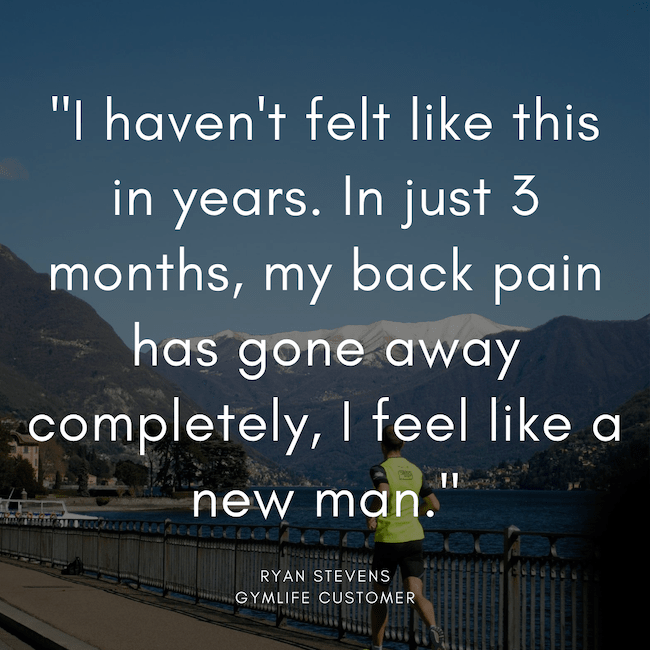 "I haven't felt like this
in years. In just 3
months, my back pain
has gone away
completely, I feel like a
new man."
RYAN STEVENS
GYMLIFE CUSTOMER